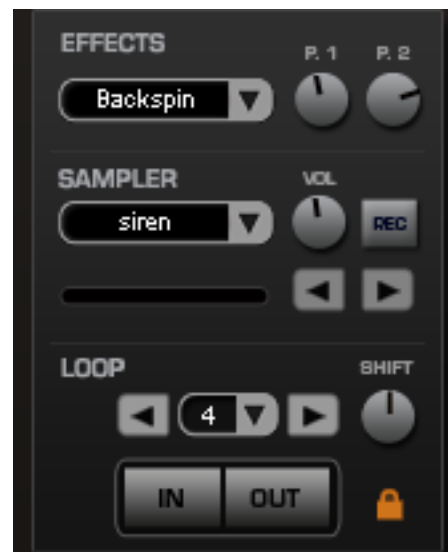 EFFECTS
P. 1 P. 2
Backspin
SAMPLER
VOL
siren
REC
LOOP
SHIFT
4
IN OUT